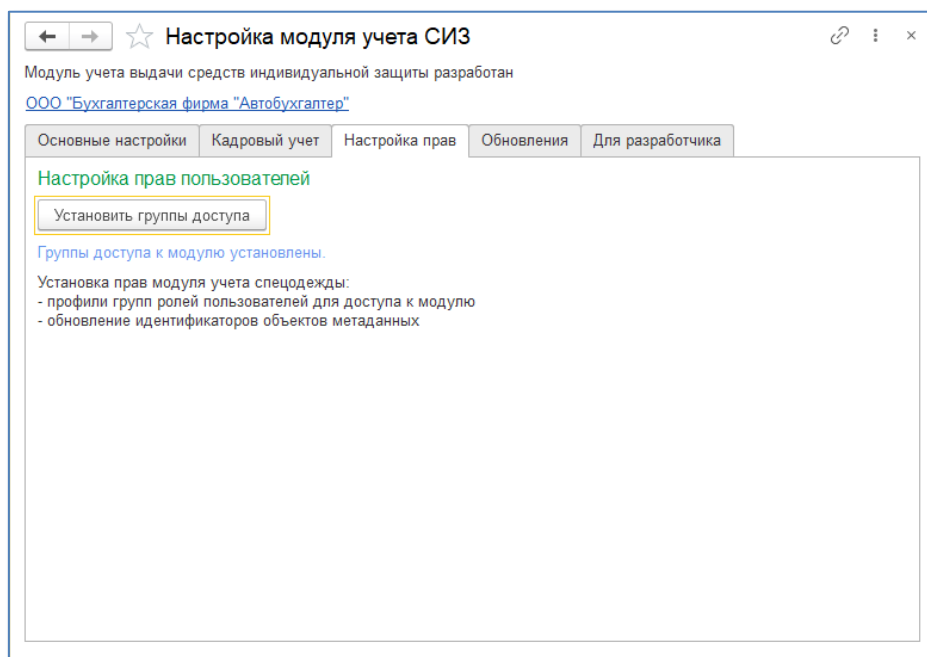 Настройка модуля учета СИЗ
Модуль учета выдачи средств индивидуальной защиты разработан
ООО "Бухгалтерская фирма "Автобухгалтер"
Основные настройки Кадровый учет Настройка прав Обновления Для разработчика
Настройка прав пользователей
Установить группы доступа
Группы доступа к модулю установлены.
Установка прав модуля учета спецодежды:
- профили групп ролей пользователей для доступа к модулю
- обновление идентификаторов объектов метаданных